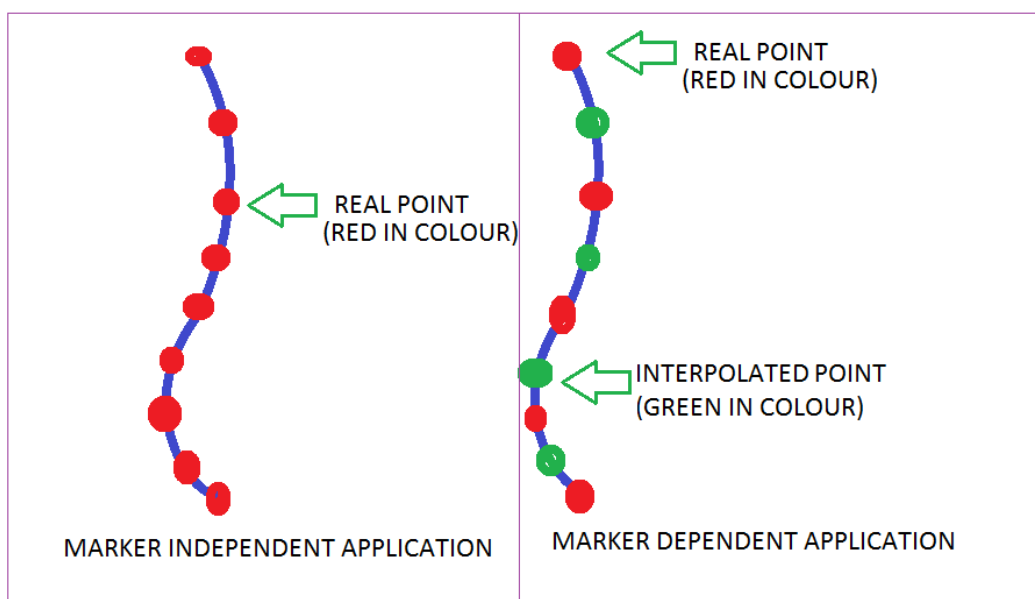 REAL POINT
(RED IN COLOUR)
MARKER INDEPENDENT APPLICATION
REAL POINT
(RED IN COLOUR)
INTERPOLATED POINT
(GREEN IN COLOUR)
MARKER DEPENDENT APPLICATION